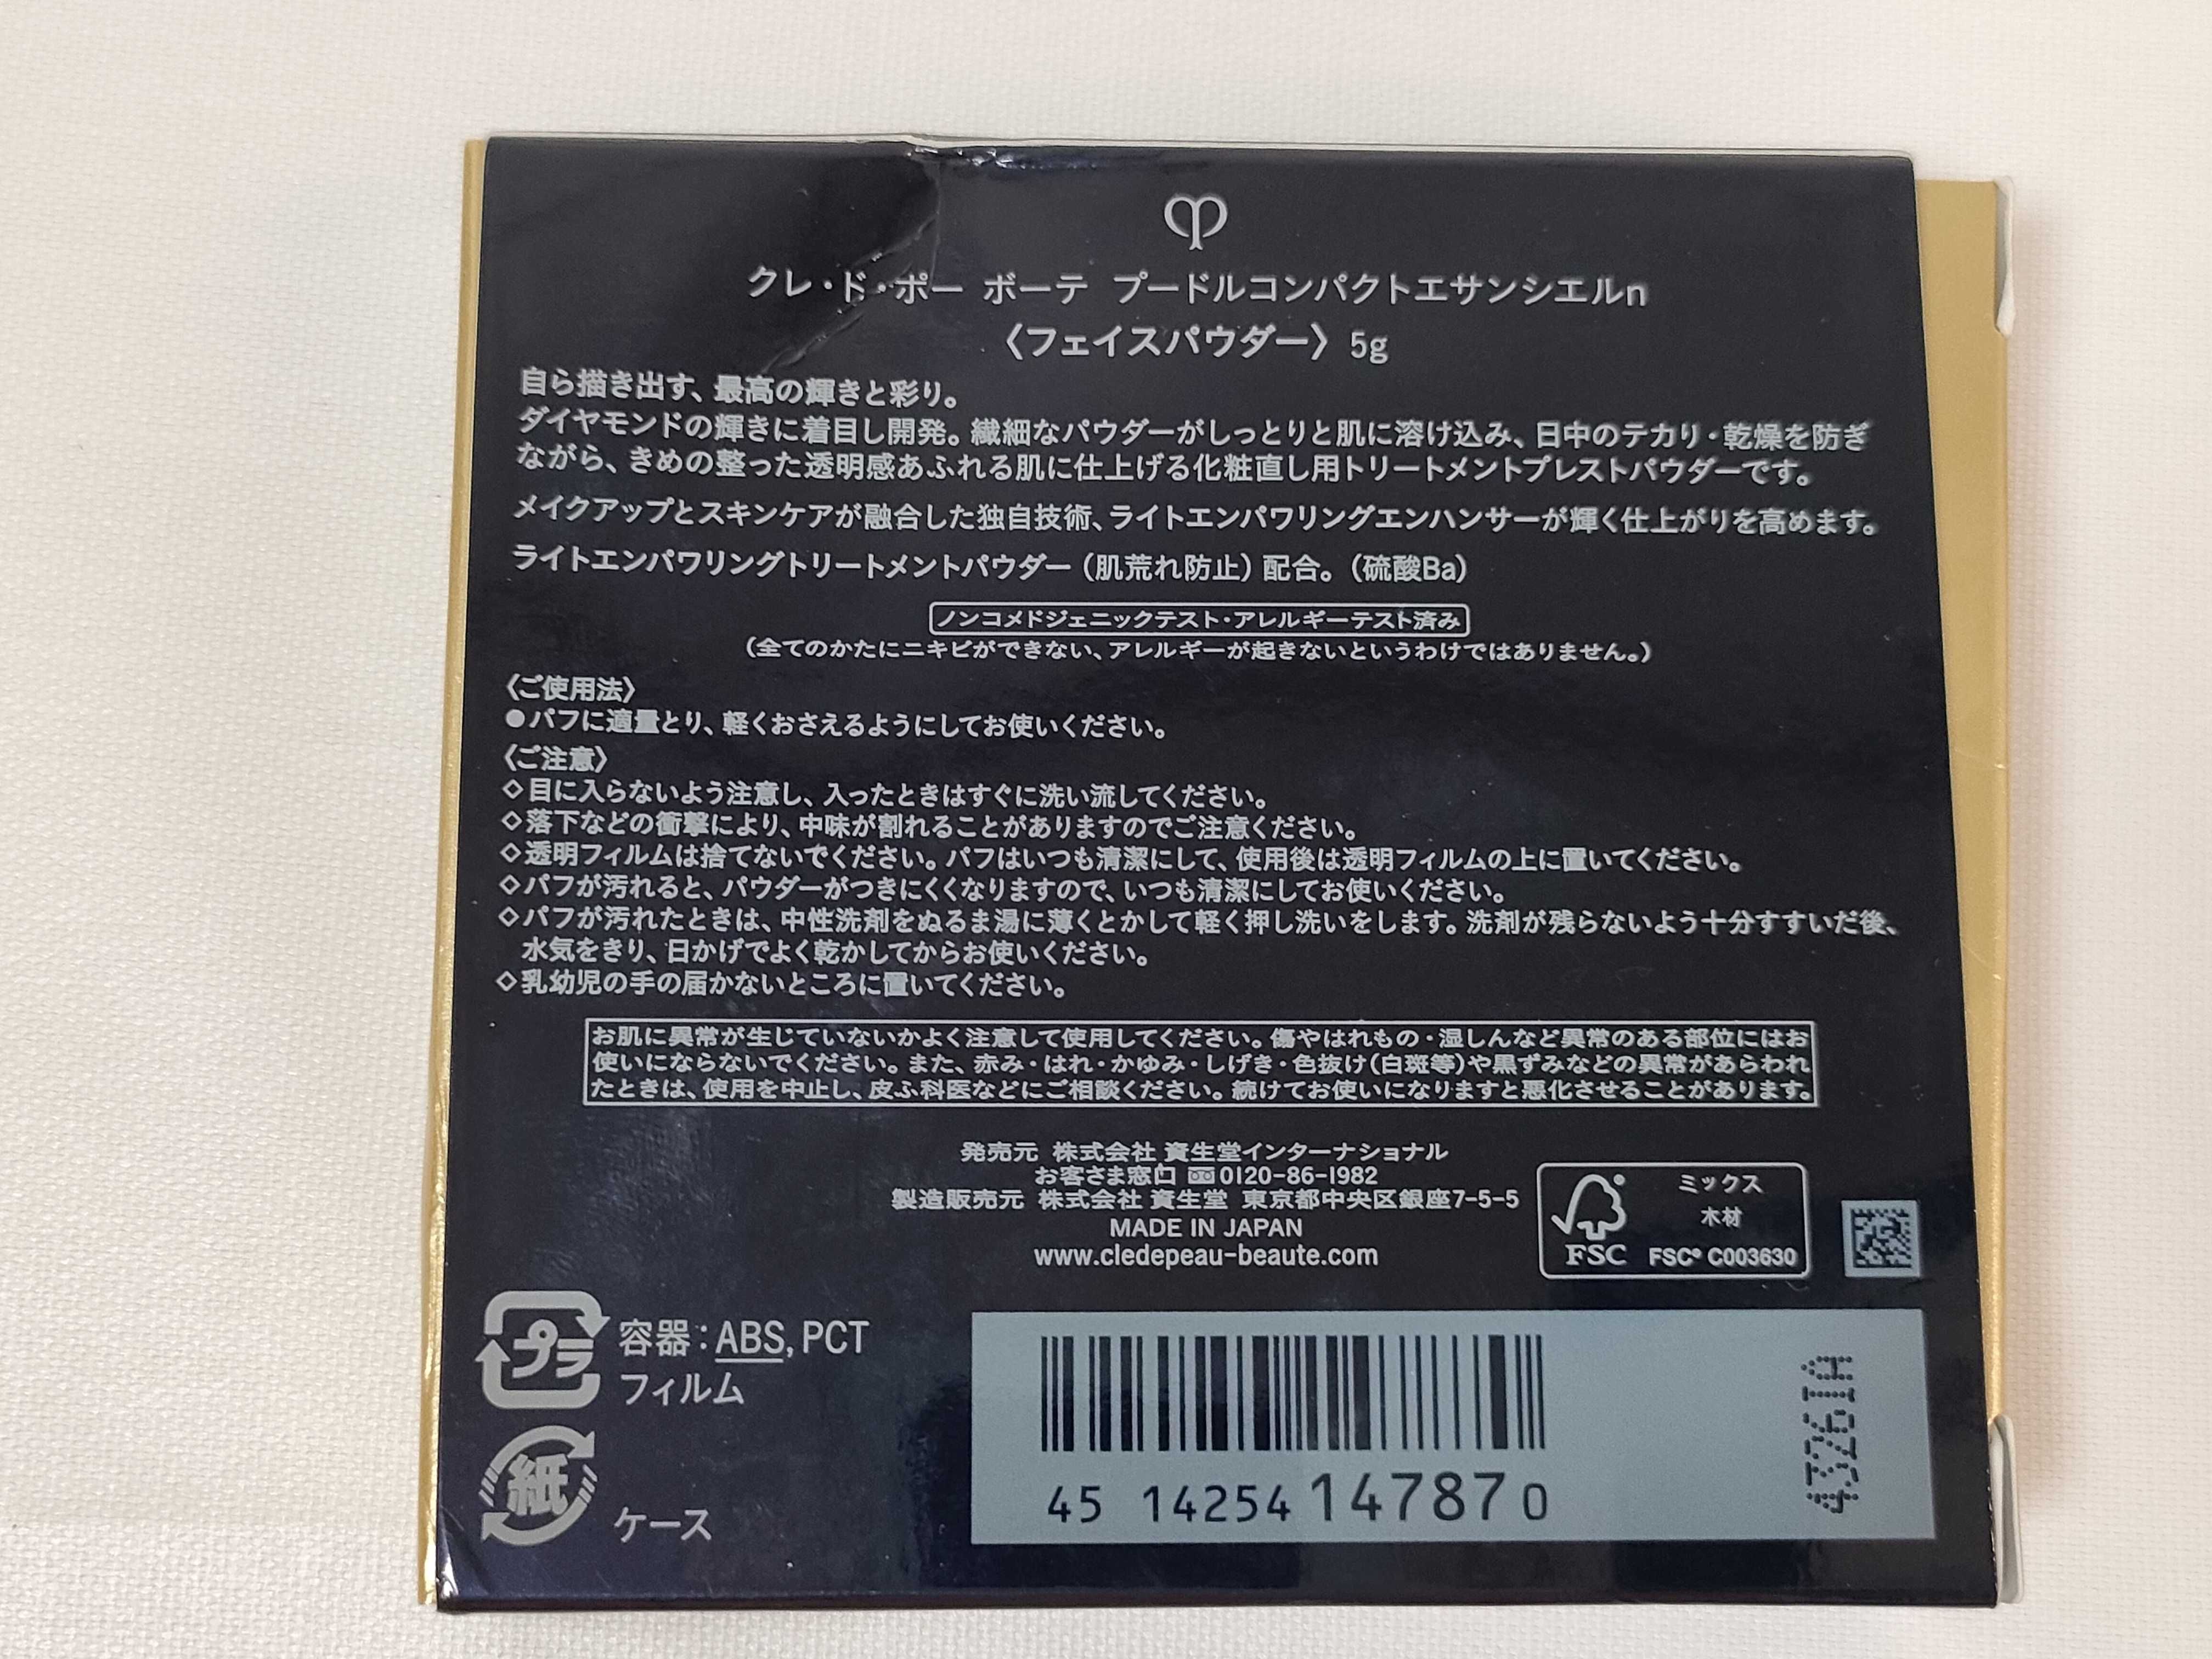 クレ・ド・ポー ボーテ プードルコンパクトエサンシエルn
〈フェイスパウダー〉 5g
自ら描き出す、最高の輝きと彩り。
ダイヤモンドの輝きに着目し開発。繊細なパウダーがしっとりと肌に溶け込み、日中のテカリ・乾燥を防ぎ
ながら、きめの整った透明感あふれる肌に仕上げる化粧直し用トリートメントプレストパウダーです。
メイクアップとスキンケアが融合した独自技術、ライトエンパワリングエンハンサーが輝く仕上がりを高めます。
ライトエンパワリングトリートメントパウダー（肌荒れ防止）配合。（硫酸Ba）
ノンコメドジェニックテスト・アレルギーテスト済み
（全てのかたにニキビができない、アレルギーが起きないというわけではありません。）
〈ご使用法〉
●パフに適量とり、軽くおさえるようにしてお使いください。
〈ご注意〉
◇目に入らないよう注意し、入ったときはすぐに洗い流してください。
◇落下などの衝撃により、中味が割れることがありますのでご注意ください。
◇透明フィルムは捨てないでください。パフはいつも清潔にして、使用後は透明フィルムの上に置いてください。
◇パフが汚れると、パウダーがつきにくくなりますので、いつも清潔にしてお使いください。
◇パフが汚れたときは、中性洗剤をぬるま湯に薄くとかして軽く押し洗いをします。洗剤が残らないよう十分すすいだ後、
水気をきり、日かげでよく乾かしてからお使いください。
◇乳幼児の手の届かないところに置いてください。
お肌に異常が生じていないかよく注意して使用してください。傷やはれもの・湿しんなど異常のある部位にはお
使いにならないでください。また、赤み・はれ・かゆみ・しげき・色抜け（白斑等）や黒ずみなどの異常があらわれ
たときは、使用を中止し、皮ふ科医などにご相談ください。続けてお使いになりますと悪化させることがあります。
発売元 株式会社 資生堂インターナショナル
お客さま窓口 0120-86-1982
製造販売元 株式会社 資生堂 東京都中央区銀座7-5-5
MADE IN JAPAN
www.cledepeau-beaute.com
FSC
ミックス
木材
FSC® C003630
プラ
容器：ABS, PCT
フィルム
紙
ケース
45 14254 14787 0
4326IA